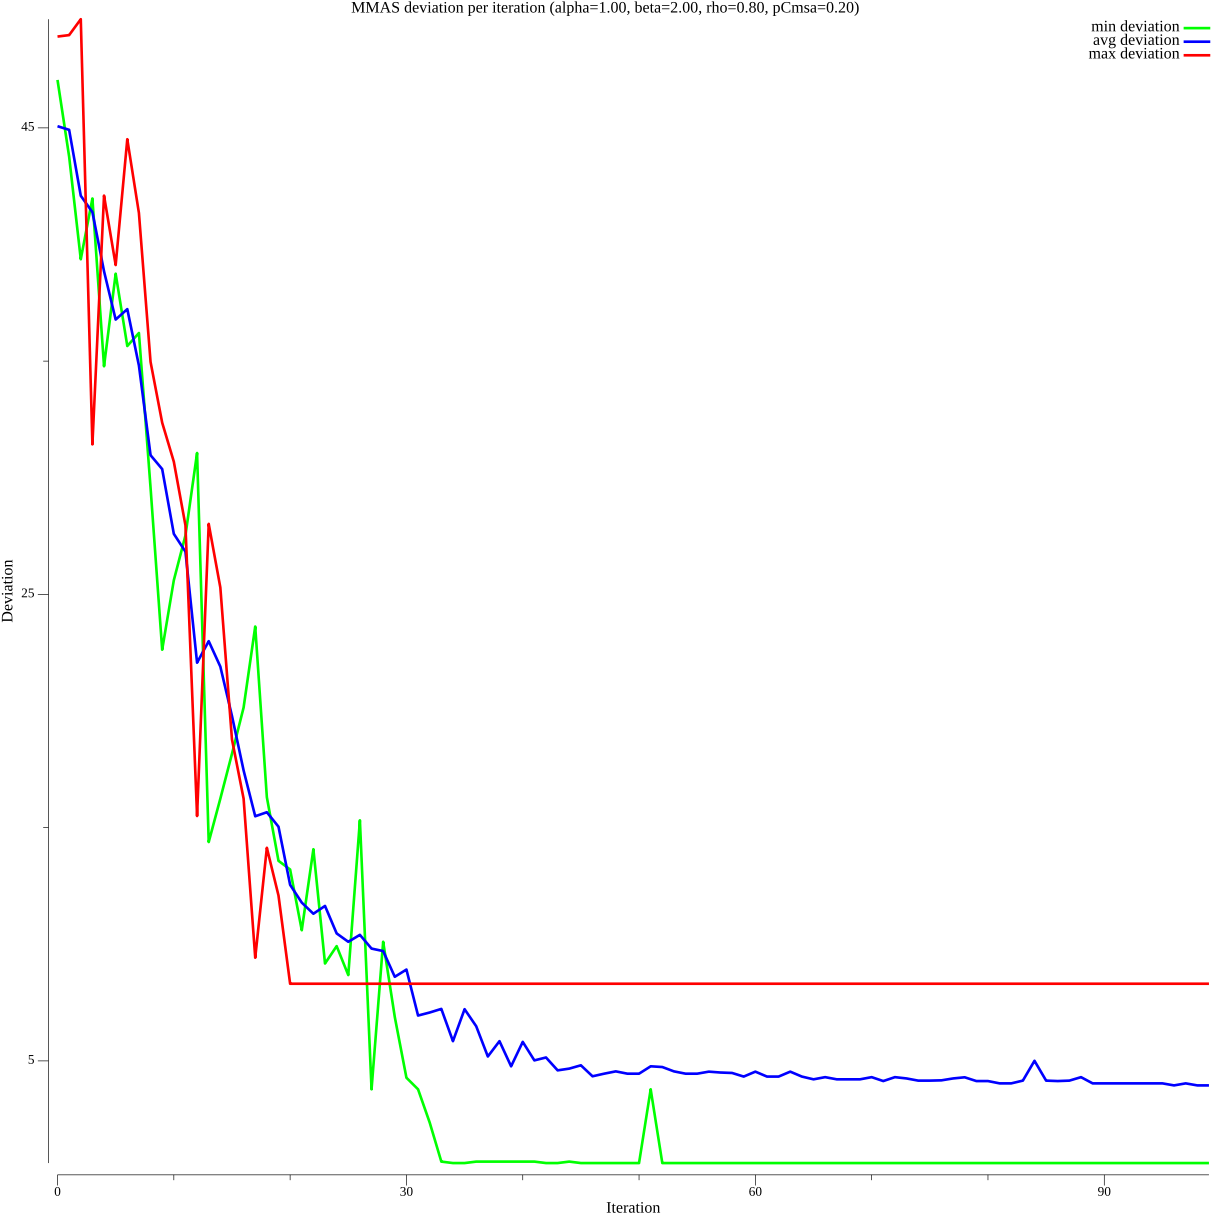 MMAS deviation per iteration (alpha=1.00, beta=2.00, rho=0.80, pCmsa=0.20)
min deviation
avg deviation
max deviation
45
25
5
Deviation
0 30 60 90
Iteration